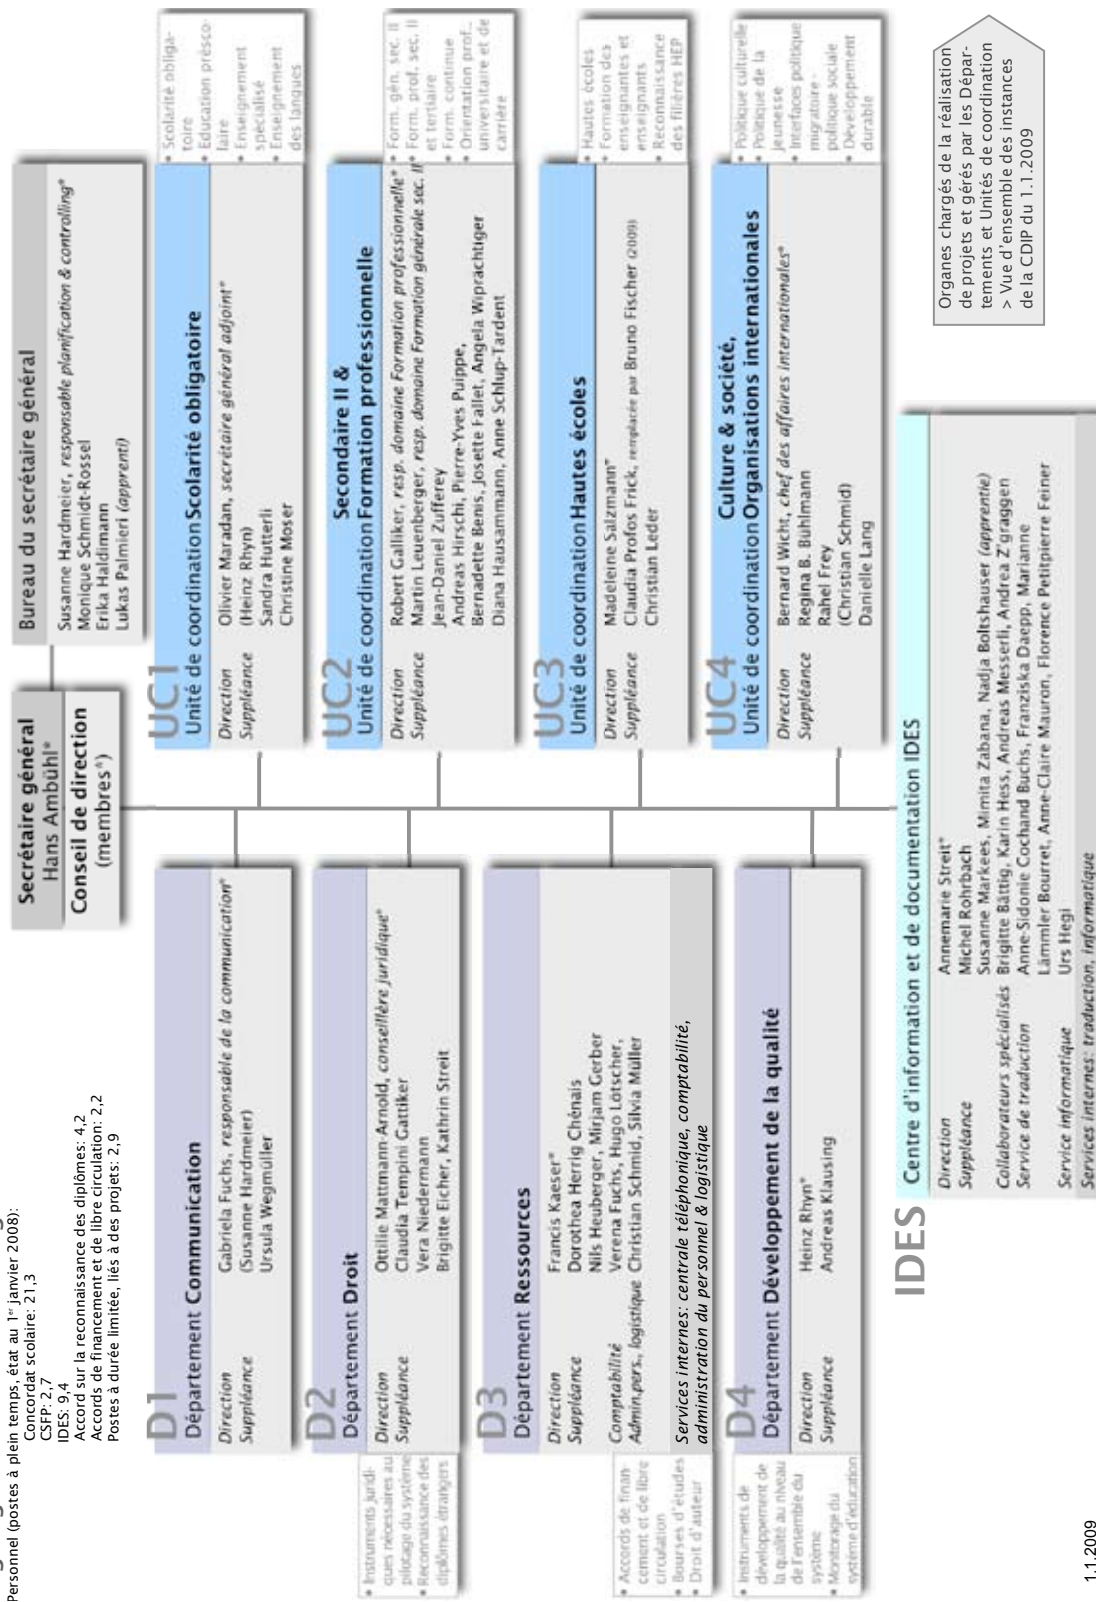 Personnel (postes à plein temps, état au 1er janvier 2008):
Concordat scolaire: 21,3
CSFP: 2,7
IDES: 9,4
Accord sur la reconnaissance des diplômes: 4,2
Accords de financement et de libre circulation: 2,2
Postes à durée limitée, liés à des projets: 2,9
Secrétaire général
Hans Ambühl*
Conseil de direction
(membres*)
Bureau du secrétaire général
Susanne Hardmeier, responsable planification & controlling*
Monique Schmidt-Rossel
Erika Haldimann
Lukas Palmieri (apprenti)
D1
Département Communication
Direction Gabriela Fuchs, responsable de la communication*
Suppléance (Susanne Hardmeier)
Ursula Wegmüller
D2
Département Droit
Direction Ottilie Mattmann-Arnold, conseillère juridique*
Suppléance Claudia Tempini Gattiker
Vera Niedermann
Brigitte Eicher, Kathrin Streit
• Instruments juridi-
ques nécessaires au
pilotage du système
• Reconnaissance des
diplômes étrangers
D3
Département Ressources
Direction Francis Kaeser*
Suppléance Dorothea Herrig Chénais
Nils Heuberger, Mirjam Gerber
Comptabilité Verena Fuchs, Hugo Lötscher,
Admin.pers., logistique Christian Schmid, Silvia Müller
Services internes: centrale téléphonique, comptabilité,
administration du personnel & logistique
• Accords de finan-
cement et de libre
circulation
• Bourses d'études
• Droit d'auteur
D4
Département Développement de la qualité
Direction Heinz Rhyn*
Suppléance Andreas Klausing
• Instruments de
développement de
la qualité au niveau
de l'ensemble du
système
• Monitorage du
système d'éducation
UC1
Unité de coordination Scolarité obligatoire
Direction Olivier Maradan, secrétaire général adjoint*
Suppléance (Heinz Rhyn)
Sandra Hutterli
Christine Moser
• Scolarité obliga-
toire
• Education présco-
laire
• Enseignement
spécialisé
• Enseignement
des langues
UC2
Secondaire II &
Unité de coordination Formation professionnelle
Direction Robert Galliker, resp. domaine Formation professionnelle*
Suppléance Martin Leuenberger, resp. domaine Formation générale sec. II*
Jean-Daniel Zufferey
Andreas Hirschi, Pierre-Yves Puippe,
Bernadette Benis, Josette Fallet, Angela Wiprächtiger
Diana Hausammann, Anne Schlup-Tardent
• Form. gén. sec. II
• Form. prof. sec. II
et tertiaire
• Form. continue
• Orientation prof.,
universitaire et de
carrière
UC3
Unité de coordination Hautes écoles
Direction Madeleine Salzmann*
Suppléance Claudia Profos Frick, remplacée par Bruno Fischer (2009)
Christian Leder
• Hautes écoles
• Formation des
enseignantes et
enseignants
• Reconnaissance
des filières HEP
UC4
Culture & société,
Unité de coordination Organisations internationales
Direction Bernard Wicht, chef des affaires internationales*
Suppléance Regina B. Bühlmann
Rahel Frey
(Christian Schmid)
Danielle Lang
• Politique culturelle
• Politique de la
jeunesse
• Interfaces politique
migratoire -
politique sociale
• Développement
durable
IDES
Centre d'information et de documentation IDES
Direction Annemarie Streit*
Suppléance Michel Rohrbach
Susanne Markees, Mimita Zabana, Nadja Boltshauser (apprentie)
Collaborateurs spécialisés Brigitte Bättig, Karin Hess, Andreas Messerli, Andrea Z'graggen
Service de traduction Anne-Sidonie Cochand Buchs, Franziska Daepp, Marianne
Lämmler Bourret, Anne-Claire Mauron, Florence Petitpierre Feiner
Service informatique Urs Hegi
Services internes: traduction, informatique
Organes chargés de la réalisation
de projets et gérés par les Dépar-
tements et Unités de coordination
> Vue d'ensemble des instances
de la CDIP du 1.1.2009
1.1.2009